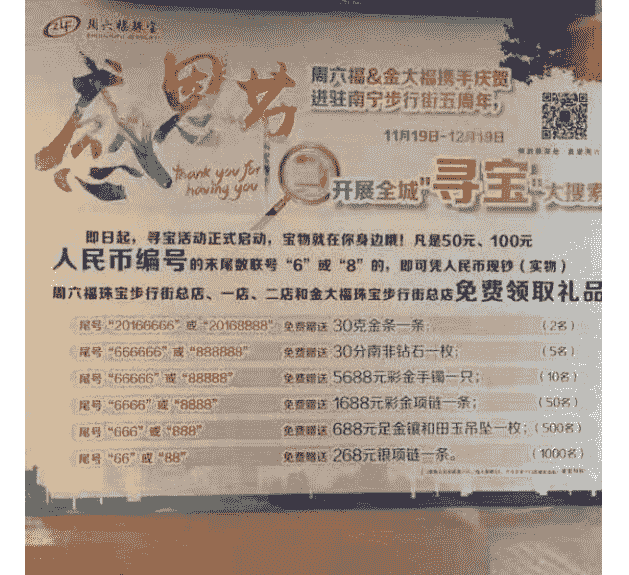 周六福珠宝
感恩节
thank you for
having you
周六福&金大福携手庆贺
进驻南宁步行街五周年,
11月19日-12月19日
开展全城"寻宝"大搜索
即日起，寻宝活动正式启动，宝物就在你身边哦！凡是50元、100元
人民币编号的末尾数联号“6”或“8”的，即可凭人民币现钞（实物）
周六福珠宝步行街总店、一店、二店和金大福珠宝步行街总店免费领取礼品
尾号“20166666”或“20168888” 免费赠送 30克金条一条; （2名）
尾号“666666”或“888888” 免费赠送 30分南非钻石一枚; （5名）
尾号“66666”或“88888” 免费赠送 5688元彩金手镯一只; （10名）
尾号“6666”或“8888” 免费赠送 1688元彩金项链一条; （50名）
尾号“666”或“888” 免费赠送 688元足金镶和田玉吊坠一枚; （500名）
尾号“66”或“88” 免费赠送 268元银项链一条。 （1000名）